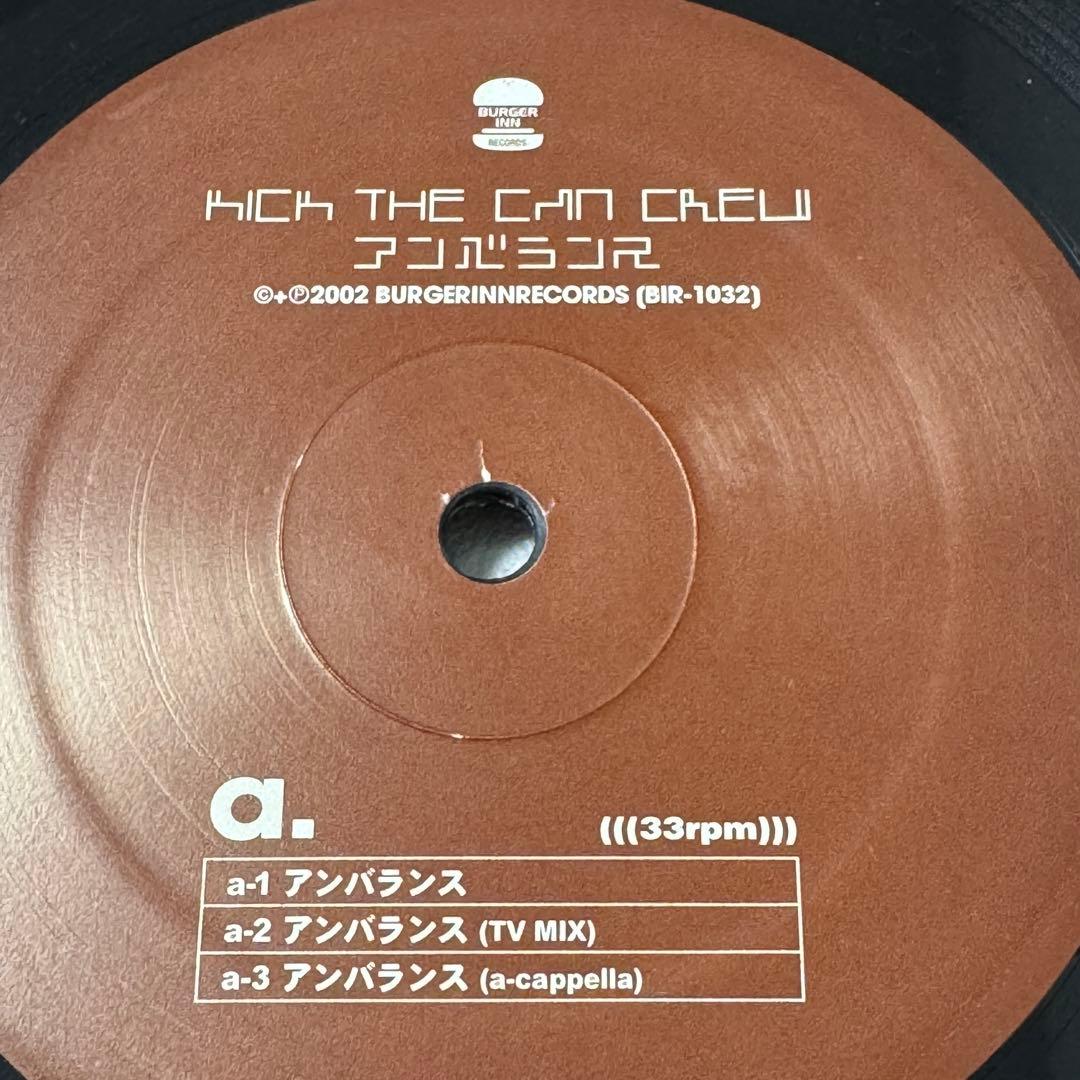 BURGER
INN
RECORDS
KICK THE CAN CREW
アンバランス
©+℗2002 BURGERINNRECORDS (BIR-1032)
a.
(((33rpm)))
a-1 アンバランス
a-2 アンバランス (TV MIX)
a-3 アンバランス (a-cappella)